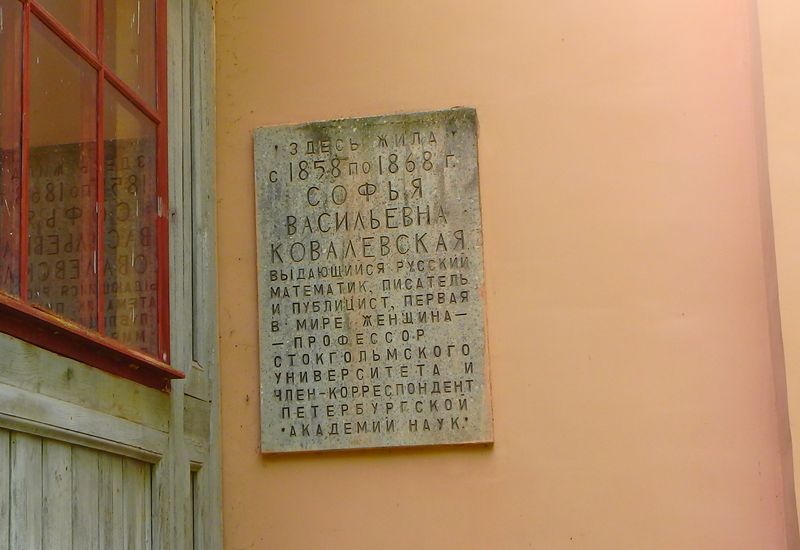 ЗДЕСЬ ЖИЛА
С 1858 ПО 1868 Г.
СОФЬЯ
ВАСИЛЬЕВНА
КОВАЛЕВСКАЯ
ВЫДАЮЩИЙСЯ РУССКИЙ
МАТЕМАТИК, ПИСАТЕЛЬ
И ПУБЛИЦИСТ, ПЕРВАЯ
В МИРЕ ЖЕНЩИНА—
— ПРОФЕССОР
СТОКГОЛЬМСКОГО
УНИВЕРСИТЕТА И
ЧЛЕН-КОРРЕСПОНДЕНТ
ПЕТЕРБУРГСКОЙ
АКАДЕМИИ НАУК.